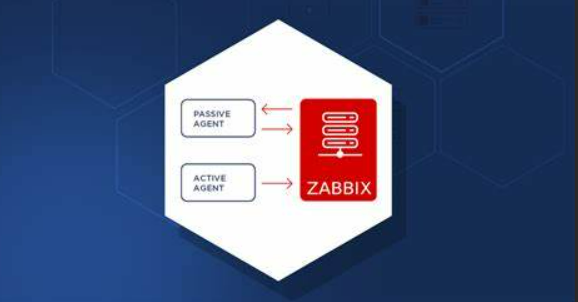 PASSIVE
AGENT
ACTIVE
AGENT
ZABBIX